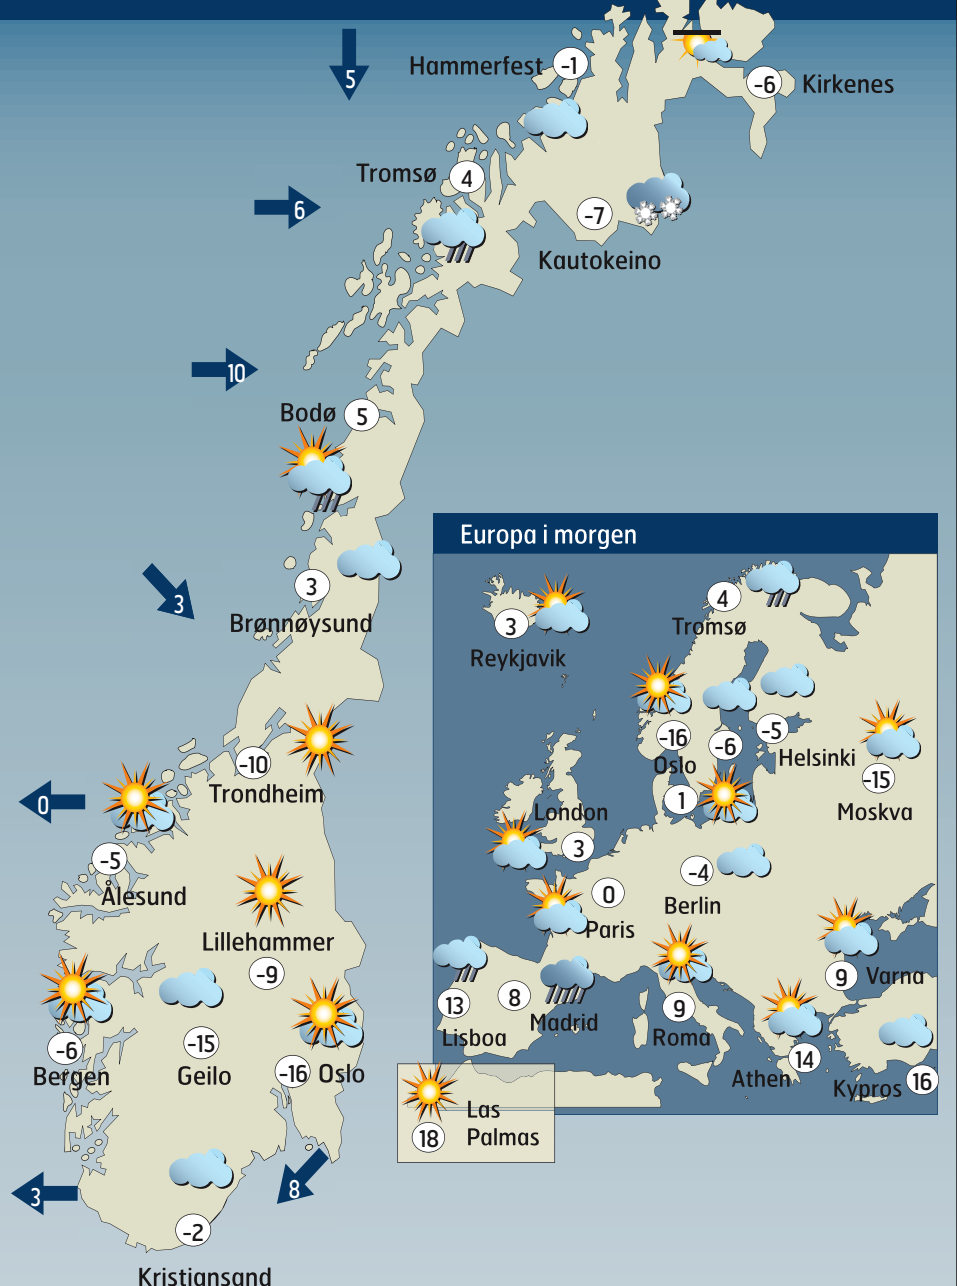 5
Hammerfest -1
-6 Kirkenes
Tromsø 4
6
-7
Kautokeino
10
Bodø 5
3
3
Brønnøysund
-10
Trondheim
0
-5
Ålesund
Lillehammer
-9
-6
Bergen
-15
Geilo
-16 Oslo
3
8
-2
Kristiansand
Europa i morgen
3
Reykjavik
4
Tromsø
-16
Oslo
-6
-5
Helsinki
-15
Moskva
1
London
3
-4
Berlin
0
Paris
13
Lisboa
8
Madrid
9
Roma
9 Varna
14
Athen
Kypros 16
Las
Palmas
18